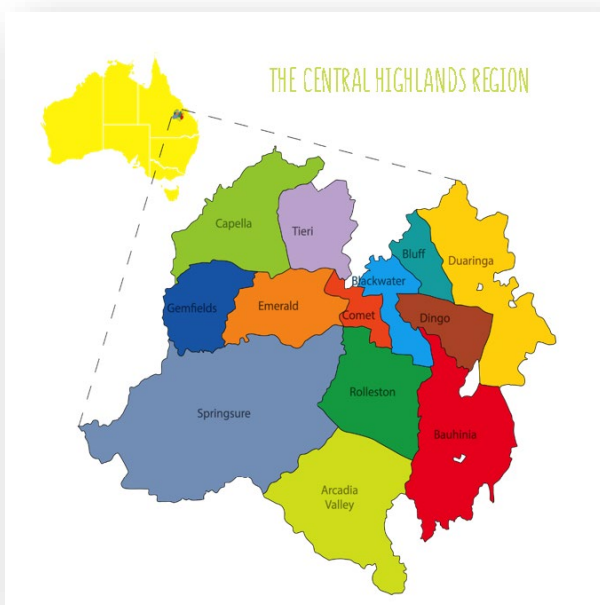 THE CENTRAL HIGHLANDS REGION
Capella
Tieri
Bluff
Duaringa
Blackwater
Gemfields
Emerald
Comet
Dingo
Rolleston
Springsure
Bauhinia
Arcadia
Valley